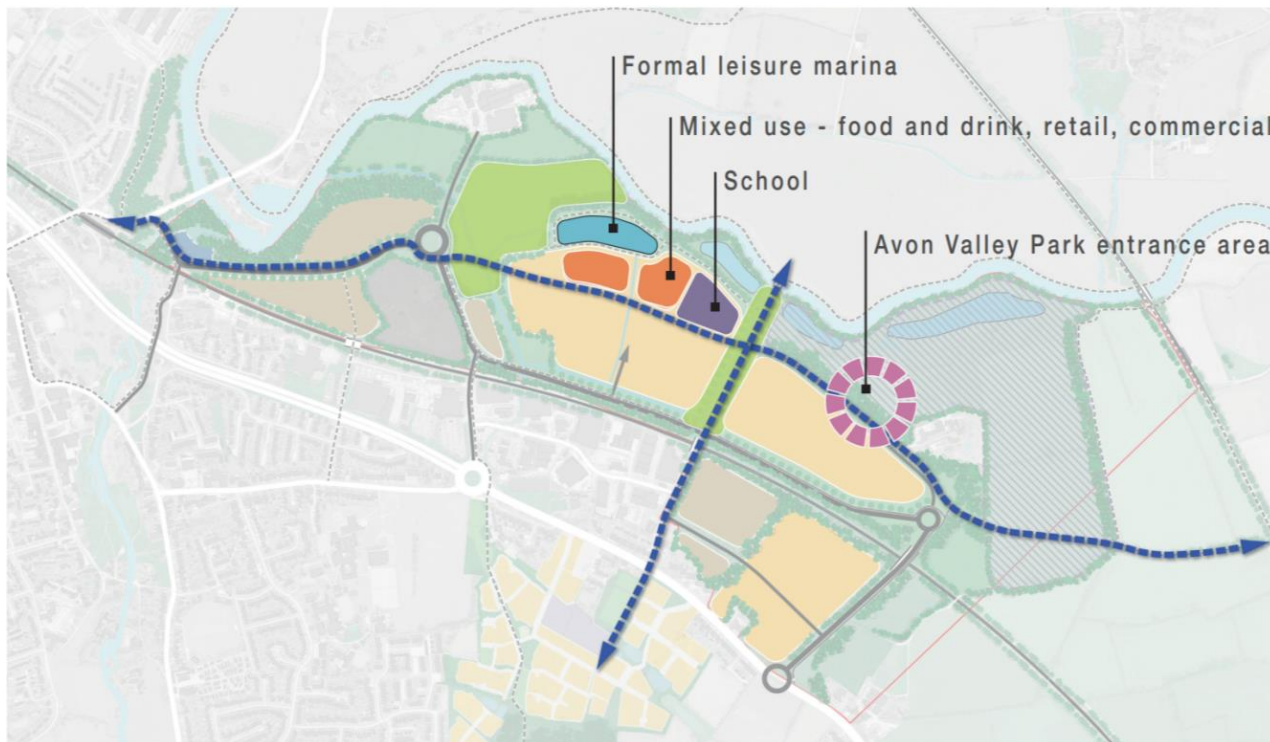 Formal leisure marina
Mixed use - food and drink, retail, commercial
School
Avon Valley Park entrance area